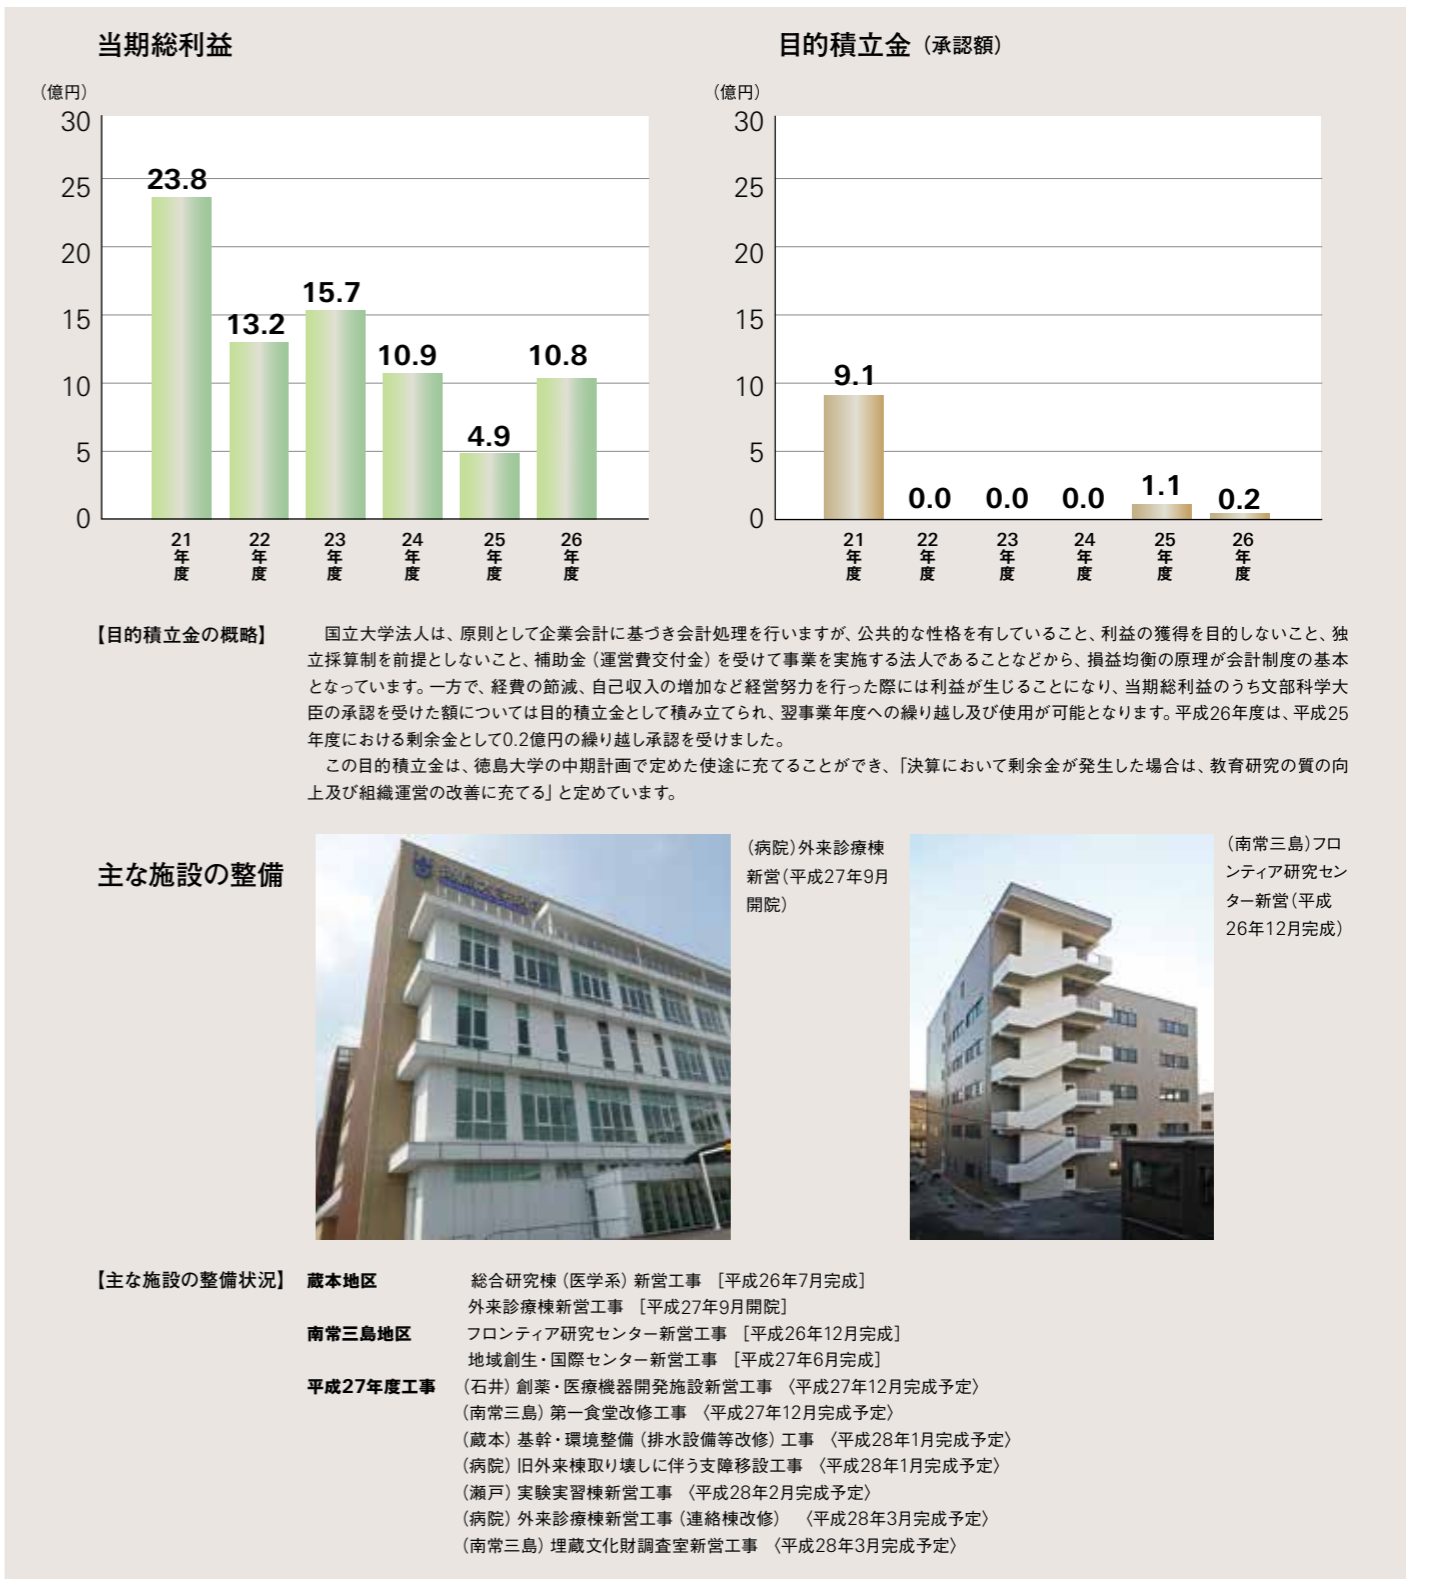 当期総利益
（億円）
30
25
20
15
10
5
0
23.8
13.2
15.7
10.9
4.9
10.8
21年度
22年度
23年度
24年度
25年度
26年度
目的積立金（承認額）
（億円）
30
25
20
15
10
5
0
9.1
0.0
0.0
0.0
1.1
0.2
21年度
22年度
23年度
24年度
25年度
26年度
【目的積立金の概略】
国立大学法人は、原則として企業会計に基づき会計処理を行いますが、公共的な性格を有していること、利益の獲得を目的しないこと、独
立採算制を前提としないこと、補助金（運営費交付金）を受けて事業を実施する法人であることなどから、損益均衡の原理が会計制度の基本
となっています。一方で、経費の節減、自己収入の増加など経営努力を行った際には利益が生じることになり、当期総利益のうち文部科学大
臣の承認を受けた額については目的積立金として積み立てられ、翌事業年度への繰り越し及び使用が可能となります。平成26年度は、平成25
年度における剰余金として0.2億円の繰り越し承認を受けました。
この目的積立金は、徳島大学の中期計画で定めた使途に充てることができ、「決算において剰余金が発生した場合は、教育研究の質の向
上及び組織運営の改善に充てる」と定めています。
主な施設の整備
（病院）外来診療棟
新営（平成27年9月
開院）
（南常三島）フロ
ンティア研究セン
ター新営（平成
26年12月完成）
【主な施設の整備状況】
蔵本地区 総合研究棟（医学系）新営工事 ［平成26年7月完成］
外来診療棟新営工事 ［平成27年9月開院］
南常三島地区 フロンティア研究センター新営工事 ［平成26年12月完成］
地域創生・国際センター新営工事 ［平成27年6月完成］
平成27年度工事 （石井）創薬・医療機器開発施設新営工事 〈平成27年12月完成予定〉
（南常三島）第一食堂改修工事 〈平成27年12月完成予定〉
（蔵本）基幹・環境整備（排水設備等改修）工事 〈平成28年1月完成予定〉
（病院）旧外来棟取り壊しに伴う支障移設工事 〈平成28年1月完成予定〉
（瀬戸）実験実習棟新営工事 〈平成28年2月完成予定〉
（病院）外来診療棟新営工事（連絡棟改修） 〈平成28年3月完成予定〉
（南常三島）埋蔵文化財調査室新営工事 〈平成28年3月完成予定〉